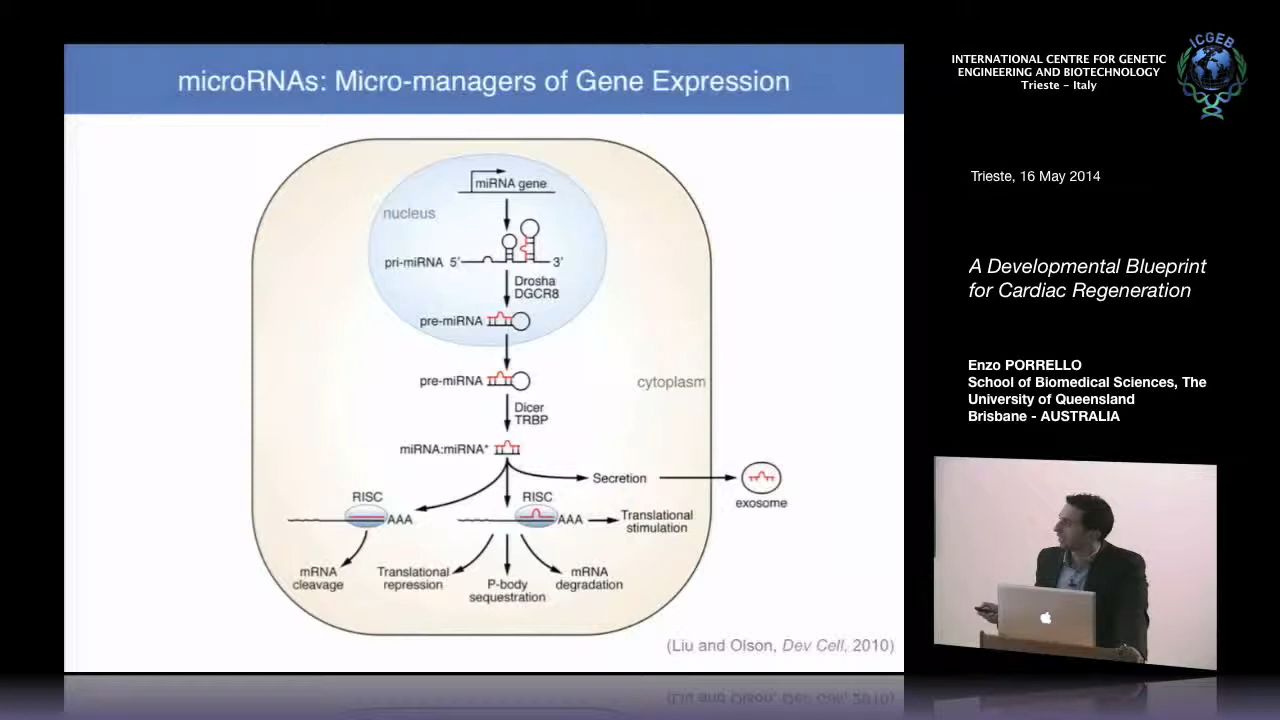 microRNAs: Micro-managers of Gene Expression
miRNA gene
nucleus
pri-miRNA 5’ 3’
Drosha
DGCR8
pre-miRNA
pre-miRNA
cytoplasm
Dicer
TRBP
miRNA:miRNA*
Secretion
exosome
RISC
AAA
RISC
AAA
Translational
stimulation
mRNA
cleavage
Translational
repression
P-body
sequestration
mRNA
degradation
(Liu and Olson, Dev Cell, 2010)
INTERNATIONAL CENTRE FOR GENETIC
ENGINEERING AND BIOTECHNOLOGY
Trieste – Italy
ICGEB
Trieste, 16 May 2014
A Developmental Blueprint
for Cardiac Regeneration
Enzo PORRELLO
School of Biomedical Sciences, The
University of Queensland
Brisbane - AUSTRALIA